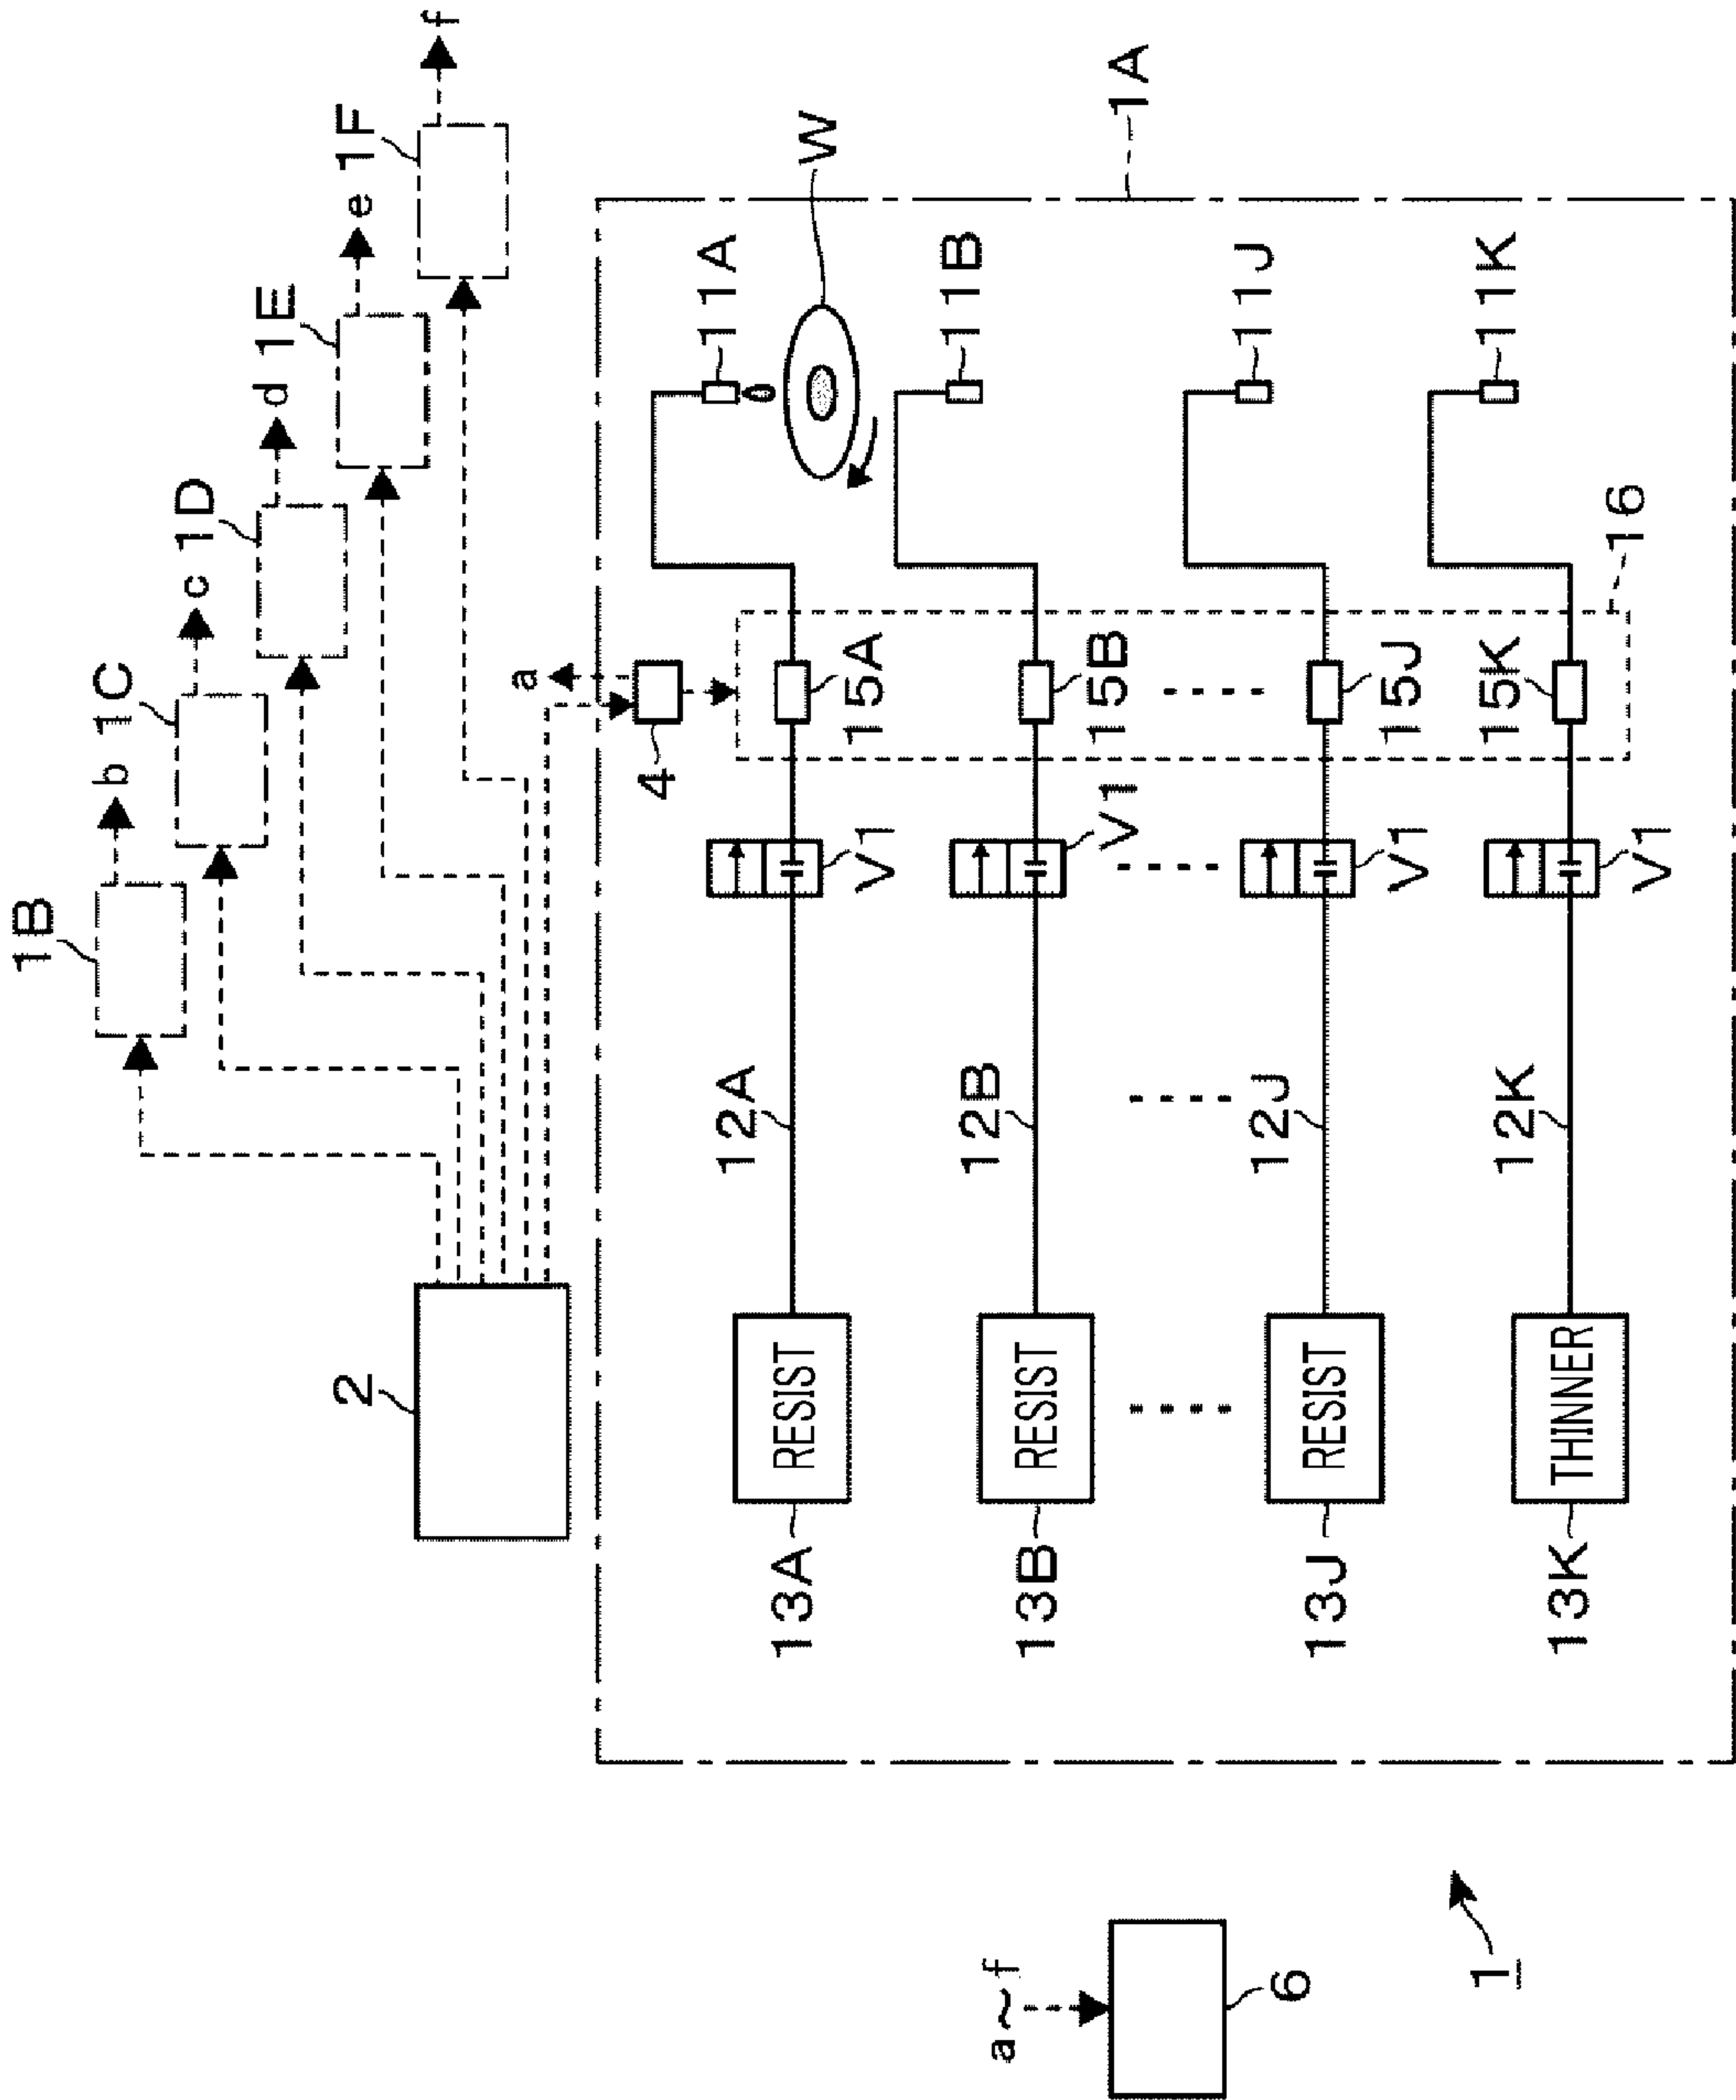 1B
b 1C
c 1D
d 1E
e 1F
f
2
a
4
12A
11A
RESIST
W
13A
V1
15A
12B
11B
RESIST
13B
V1
15B
1A
a~f
12J
11J
RESIST
13J
V1
15J
6
12K
11K
15K
RESIST
THINNER
13K
V1
16
1